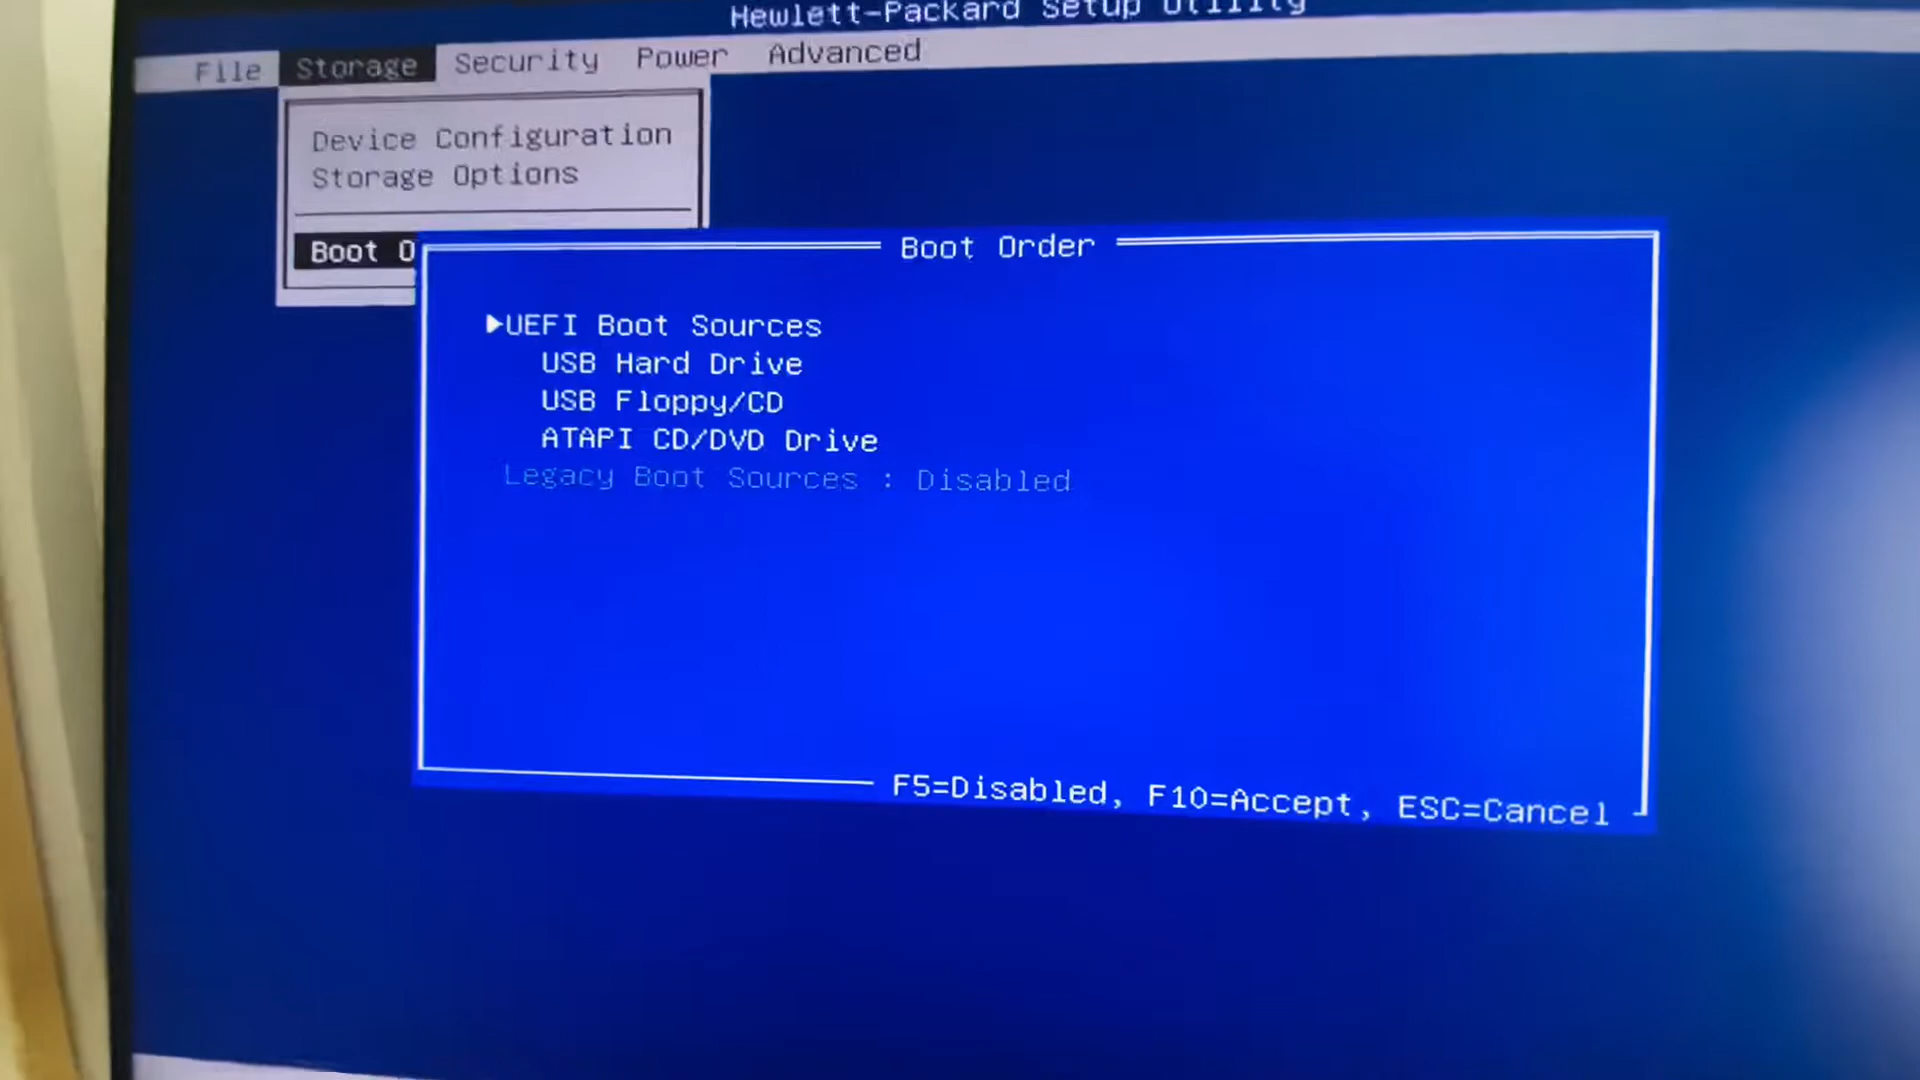 Hewlett-Packard Setup Utility
File Storage Security Power Advanced
Device Configuration
Storage Options
Boot O
Boot Order
UEFI Boot Sources
USB Hard Drive
USB Floppy/CD
ATAPI CD/DVD Drive
Legacy Boot Sources : Disabled
F5=Disabled, F10=Accept, ESC=Cancel